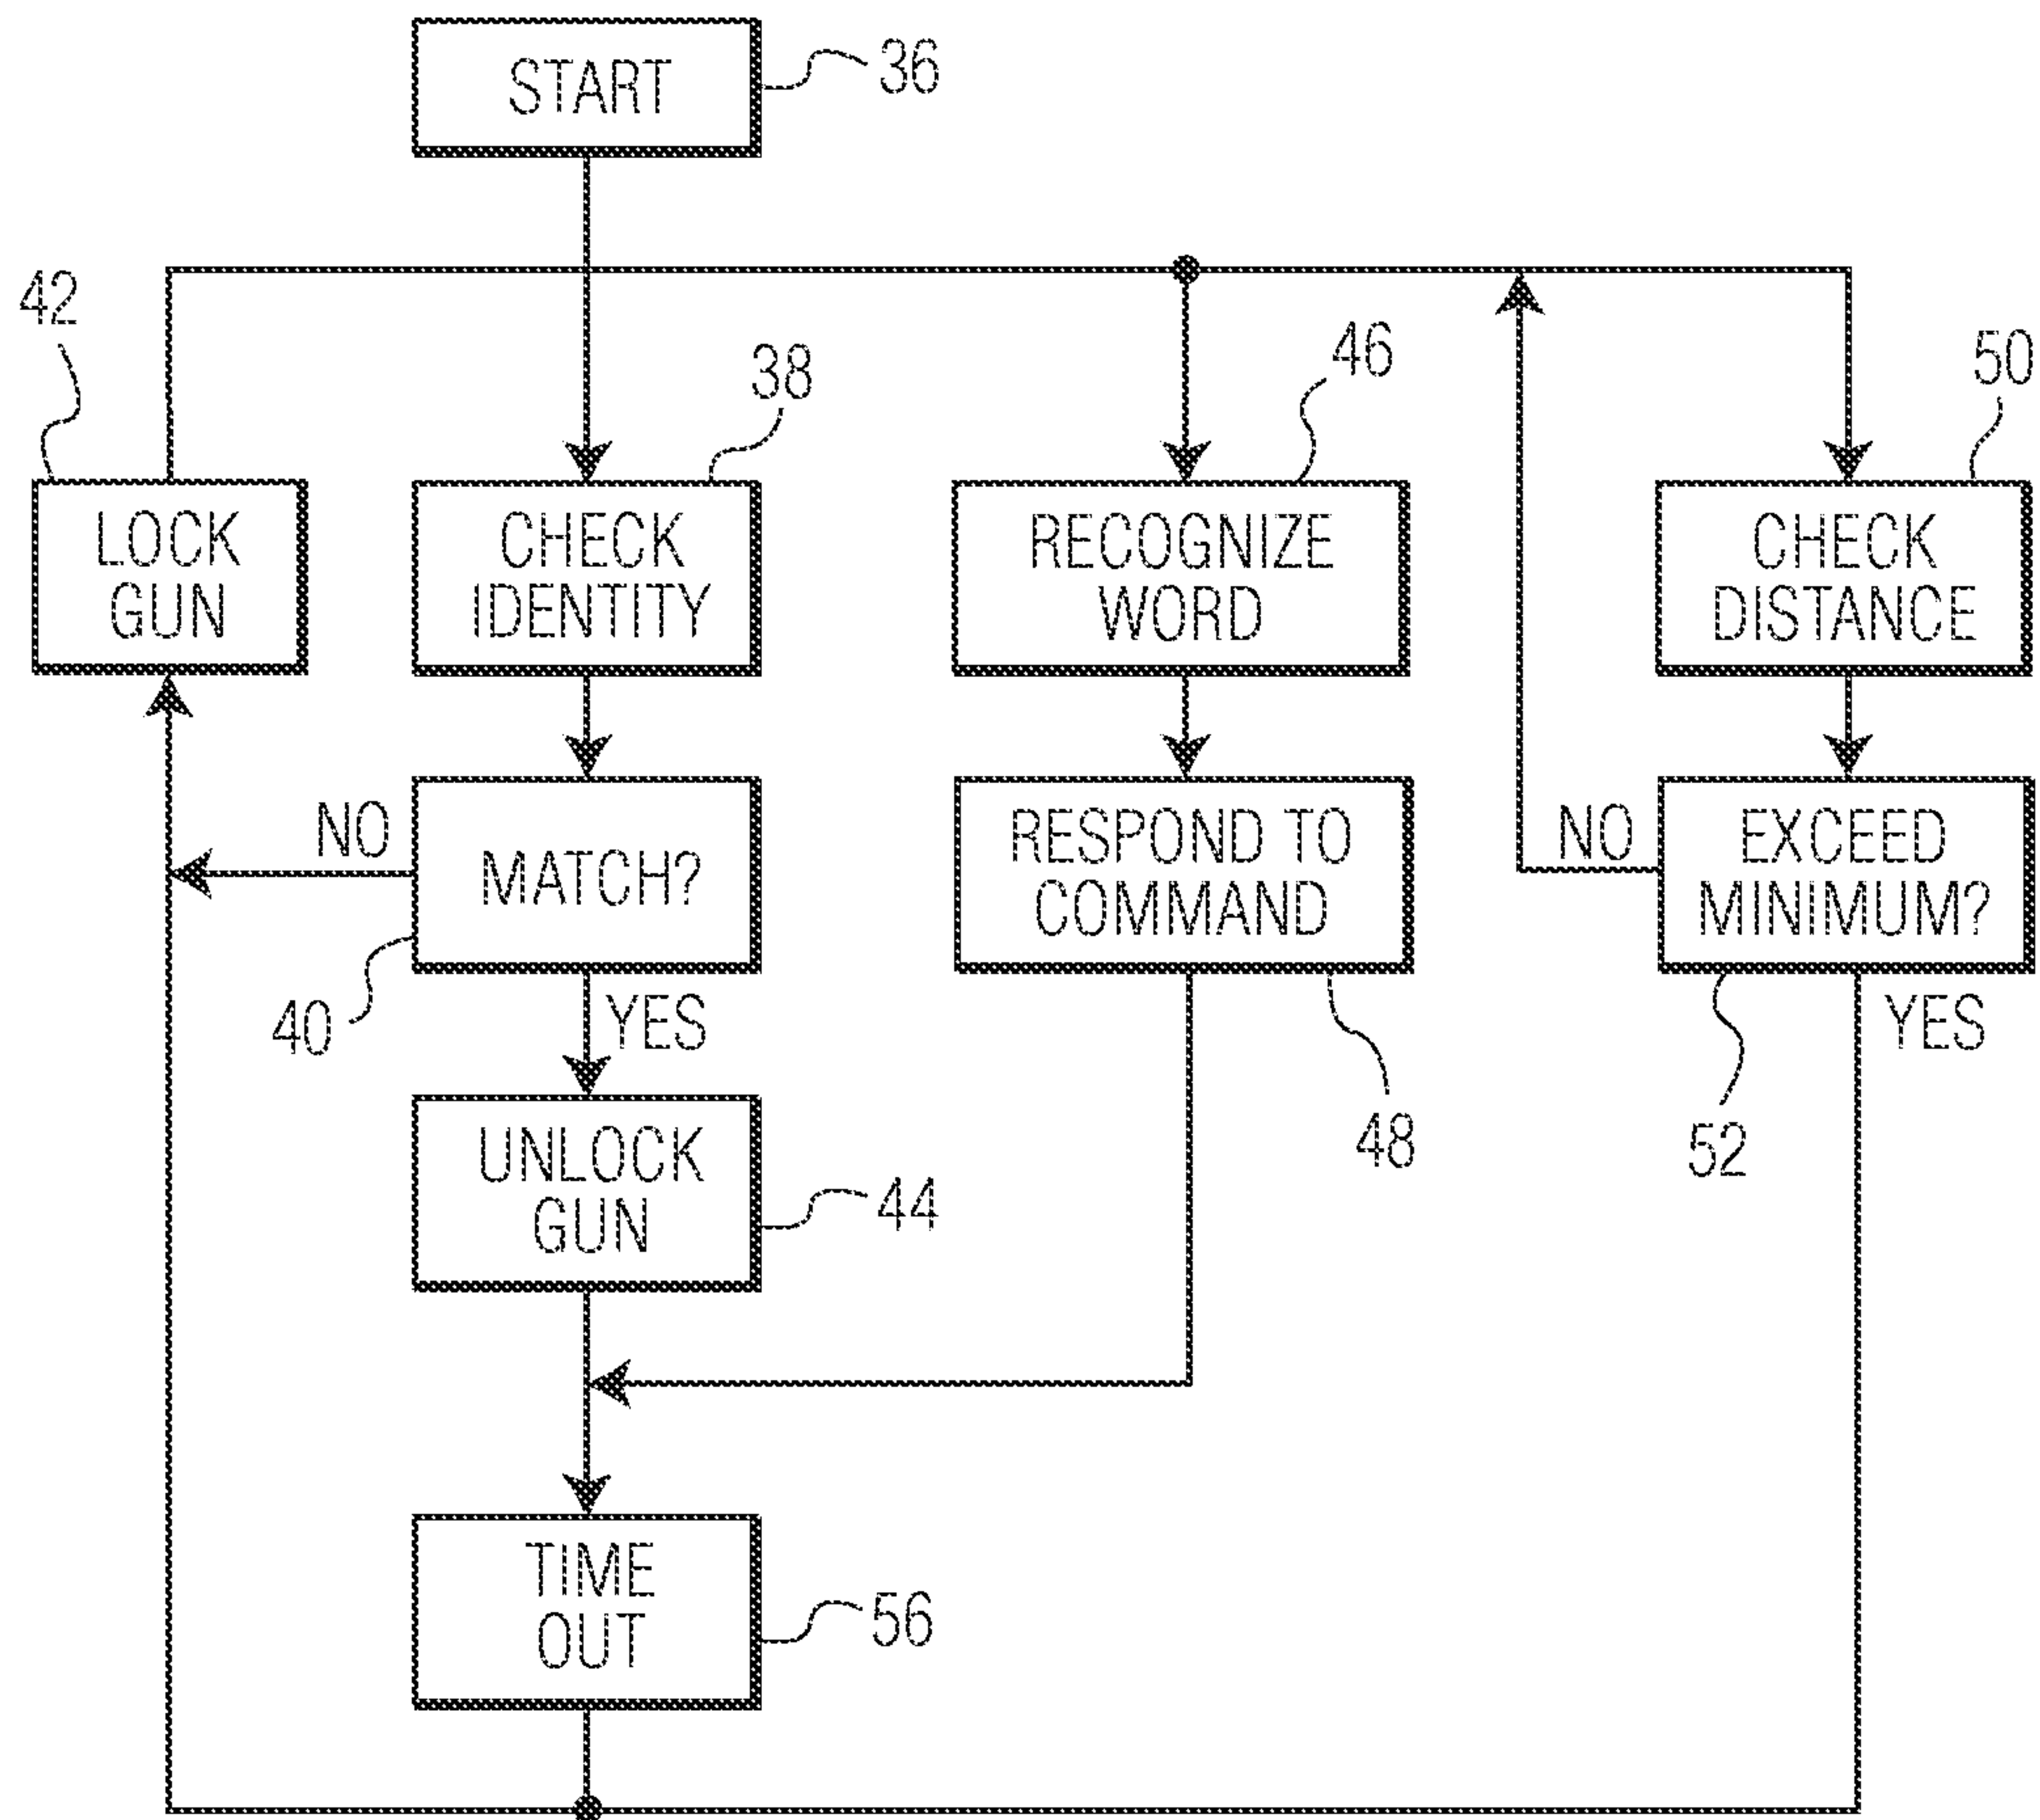 START
36
42
38
46
50
LOCK
GUN
CHECK
IDENTITY
RECOGNIZE
WORD
CHECK
DISTANCE
NO
MATCH?
RESPOND TO
COMMAND
NO
EXCEED
MINIMUM?
40
YES
YES
48
52
UNLOCK
GUN
44
TIME
OUT
56